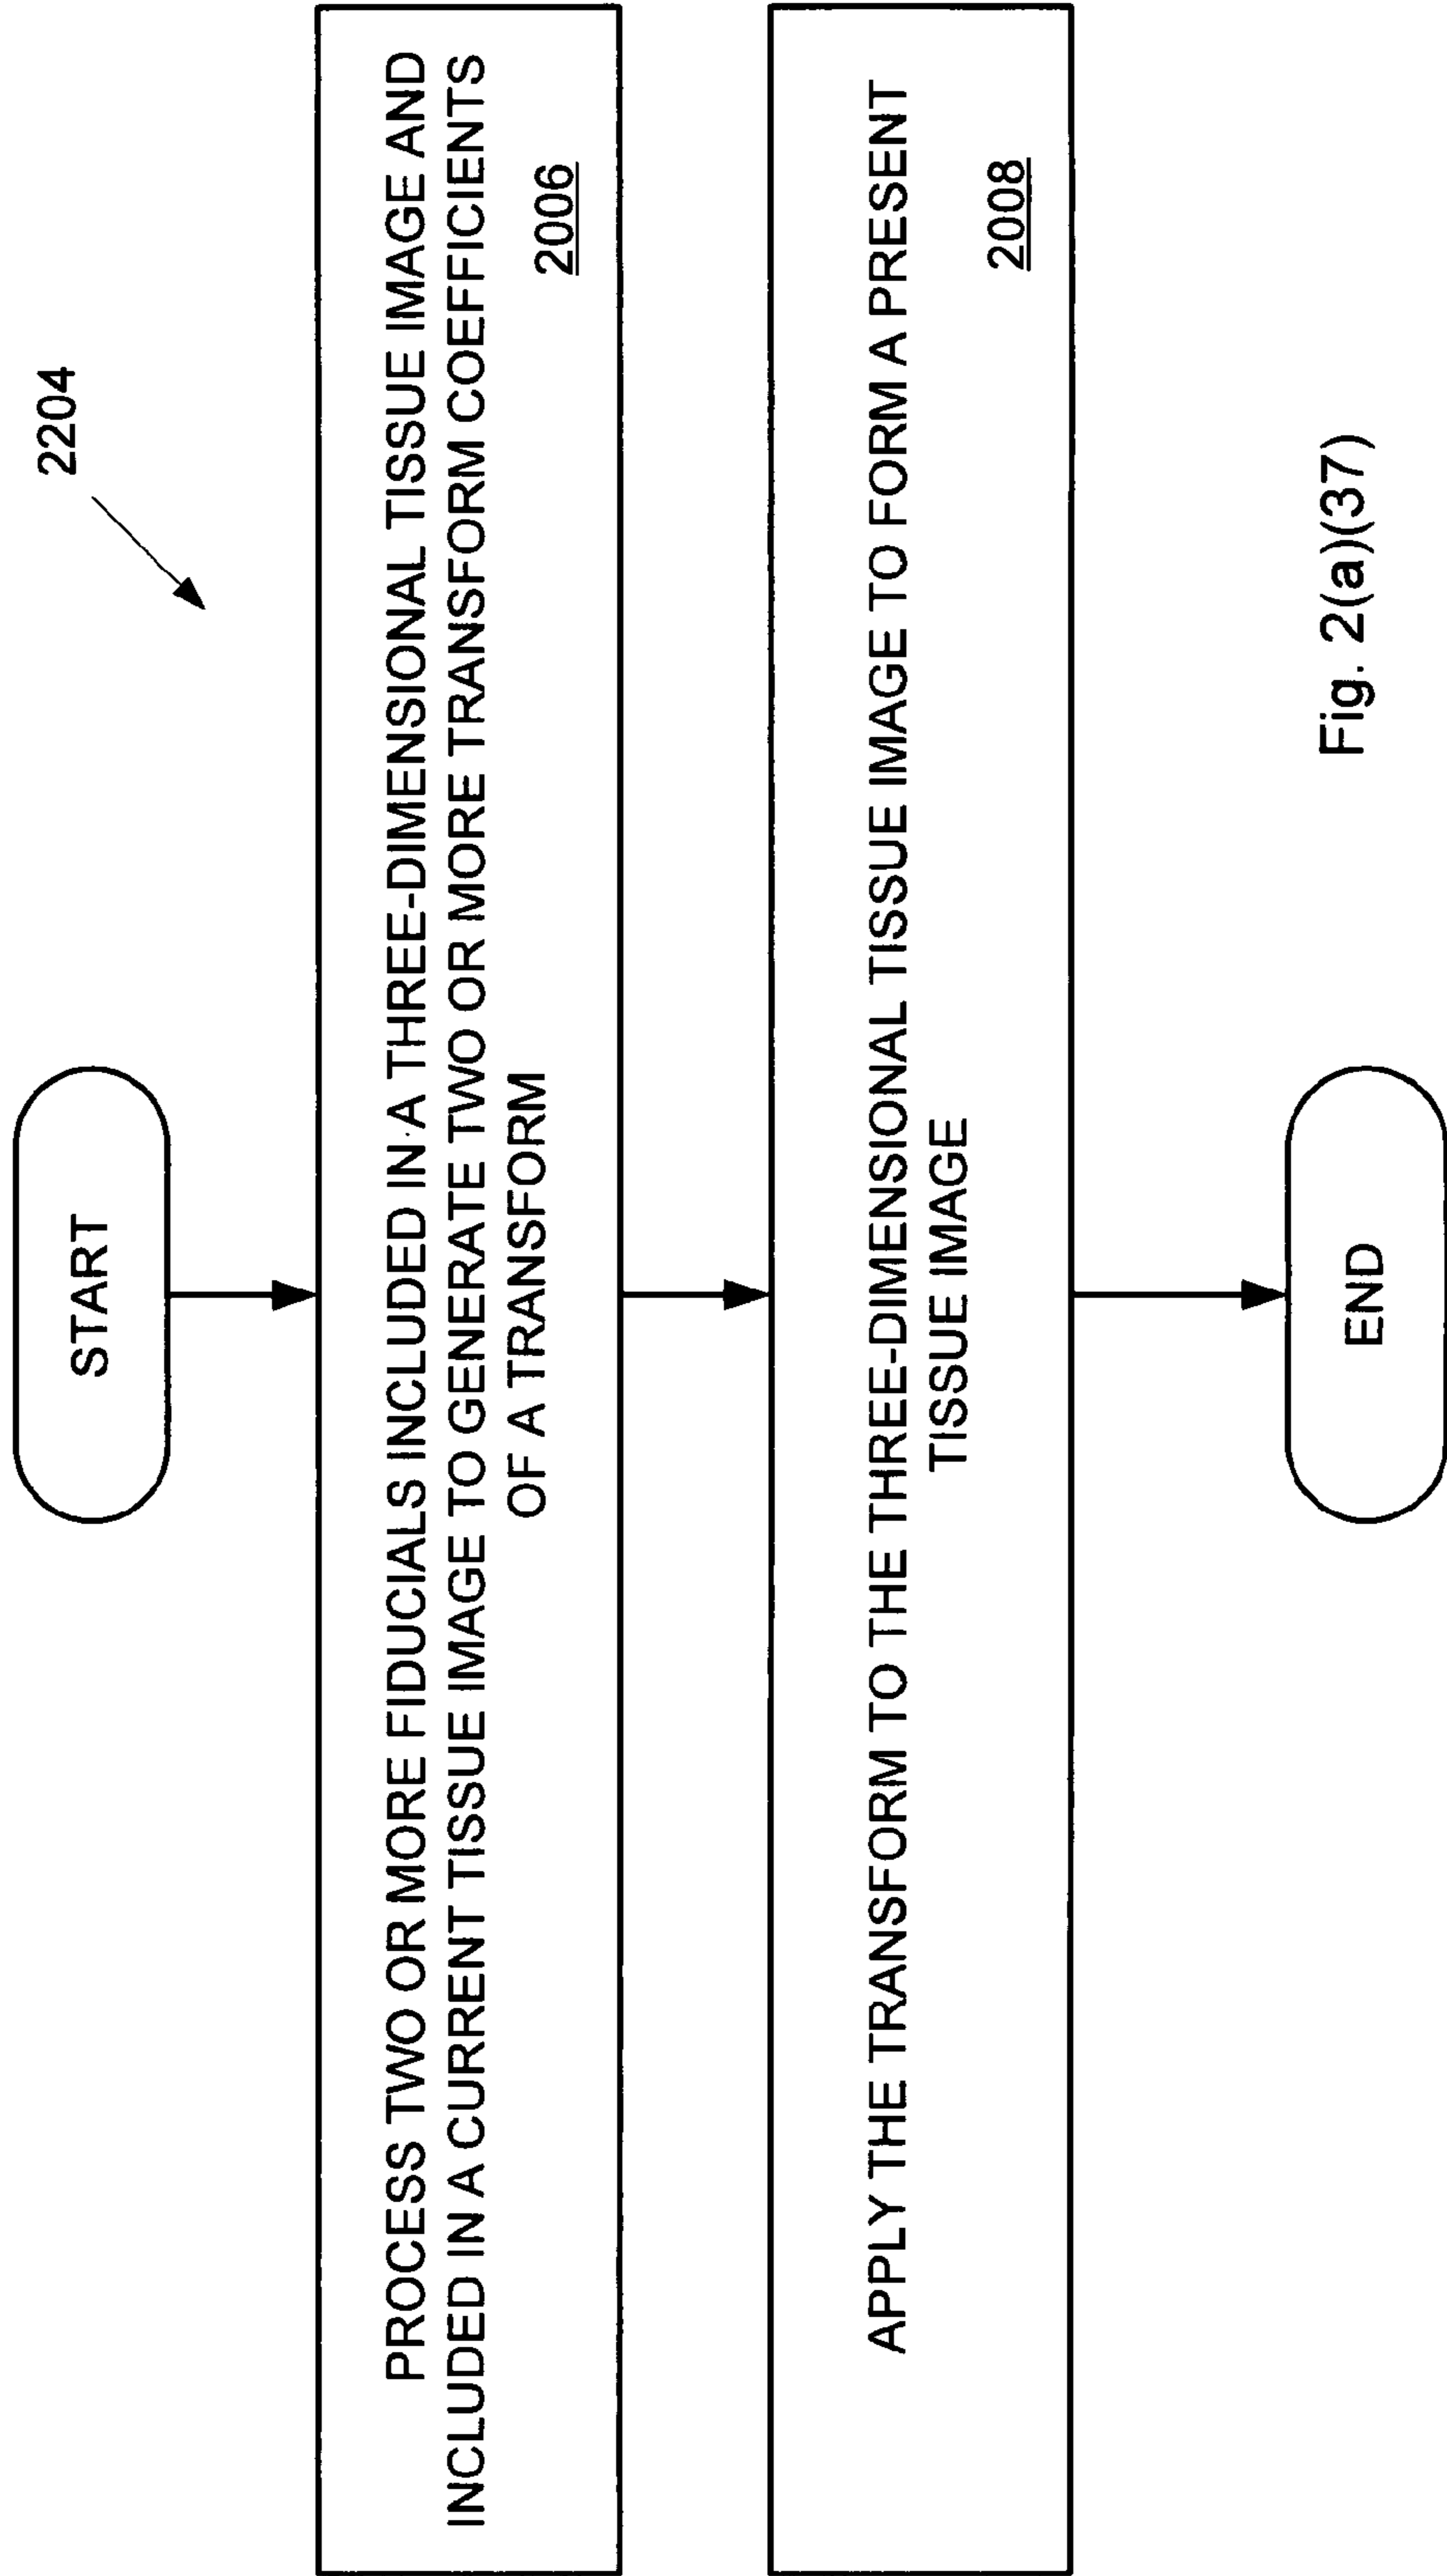 2204
START
PROCESS TWO OR MORE FIDUCIALS INCLUDED IN A THREE-DIMENSIONAL TISSUE IMAGE AND
INCLUDED IN A CURRENT TISSUE IMAGE TO GENERATE TWO OR MORE TRANSFORM COEFFICIENTS
OF A TRANSFORM
2006
APPLY THE TRANSFORM TO THE THREE-DIMENSIONAL TISSUE IMAGE TO FORM A PRESENT
TISSUE IMAGE
2008
END
Fig. 2(a)(37)